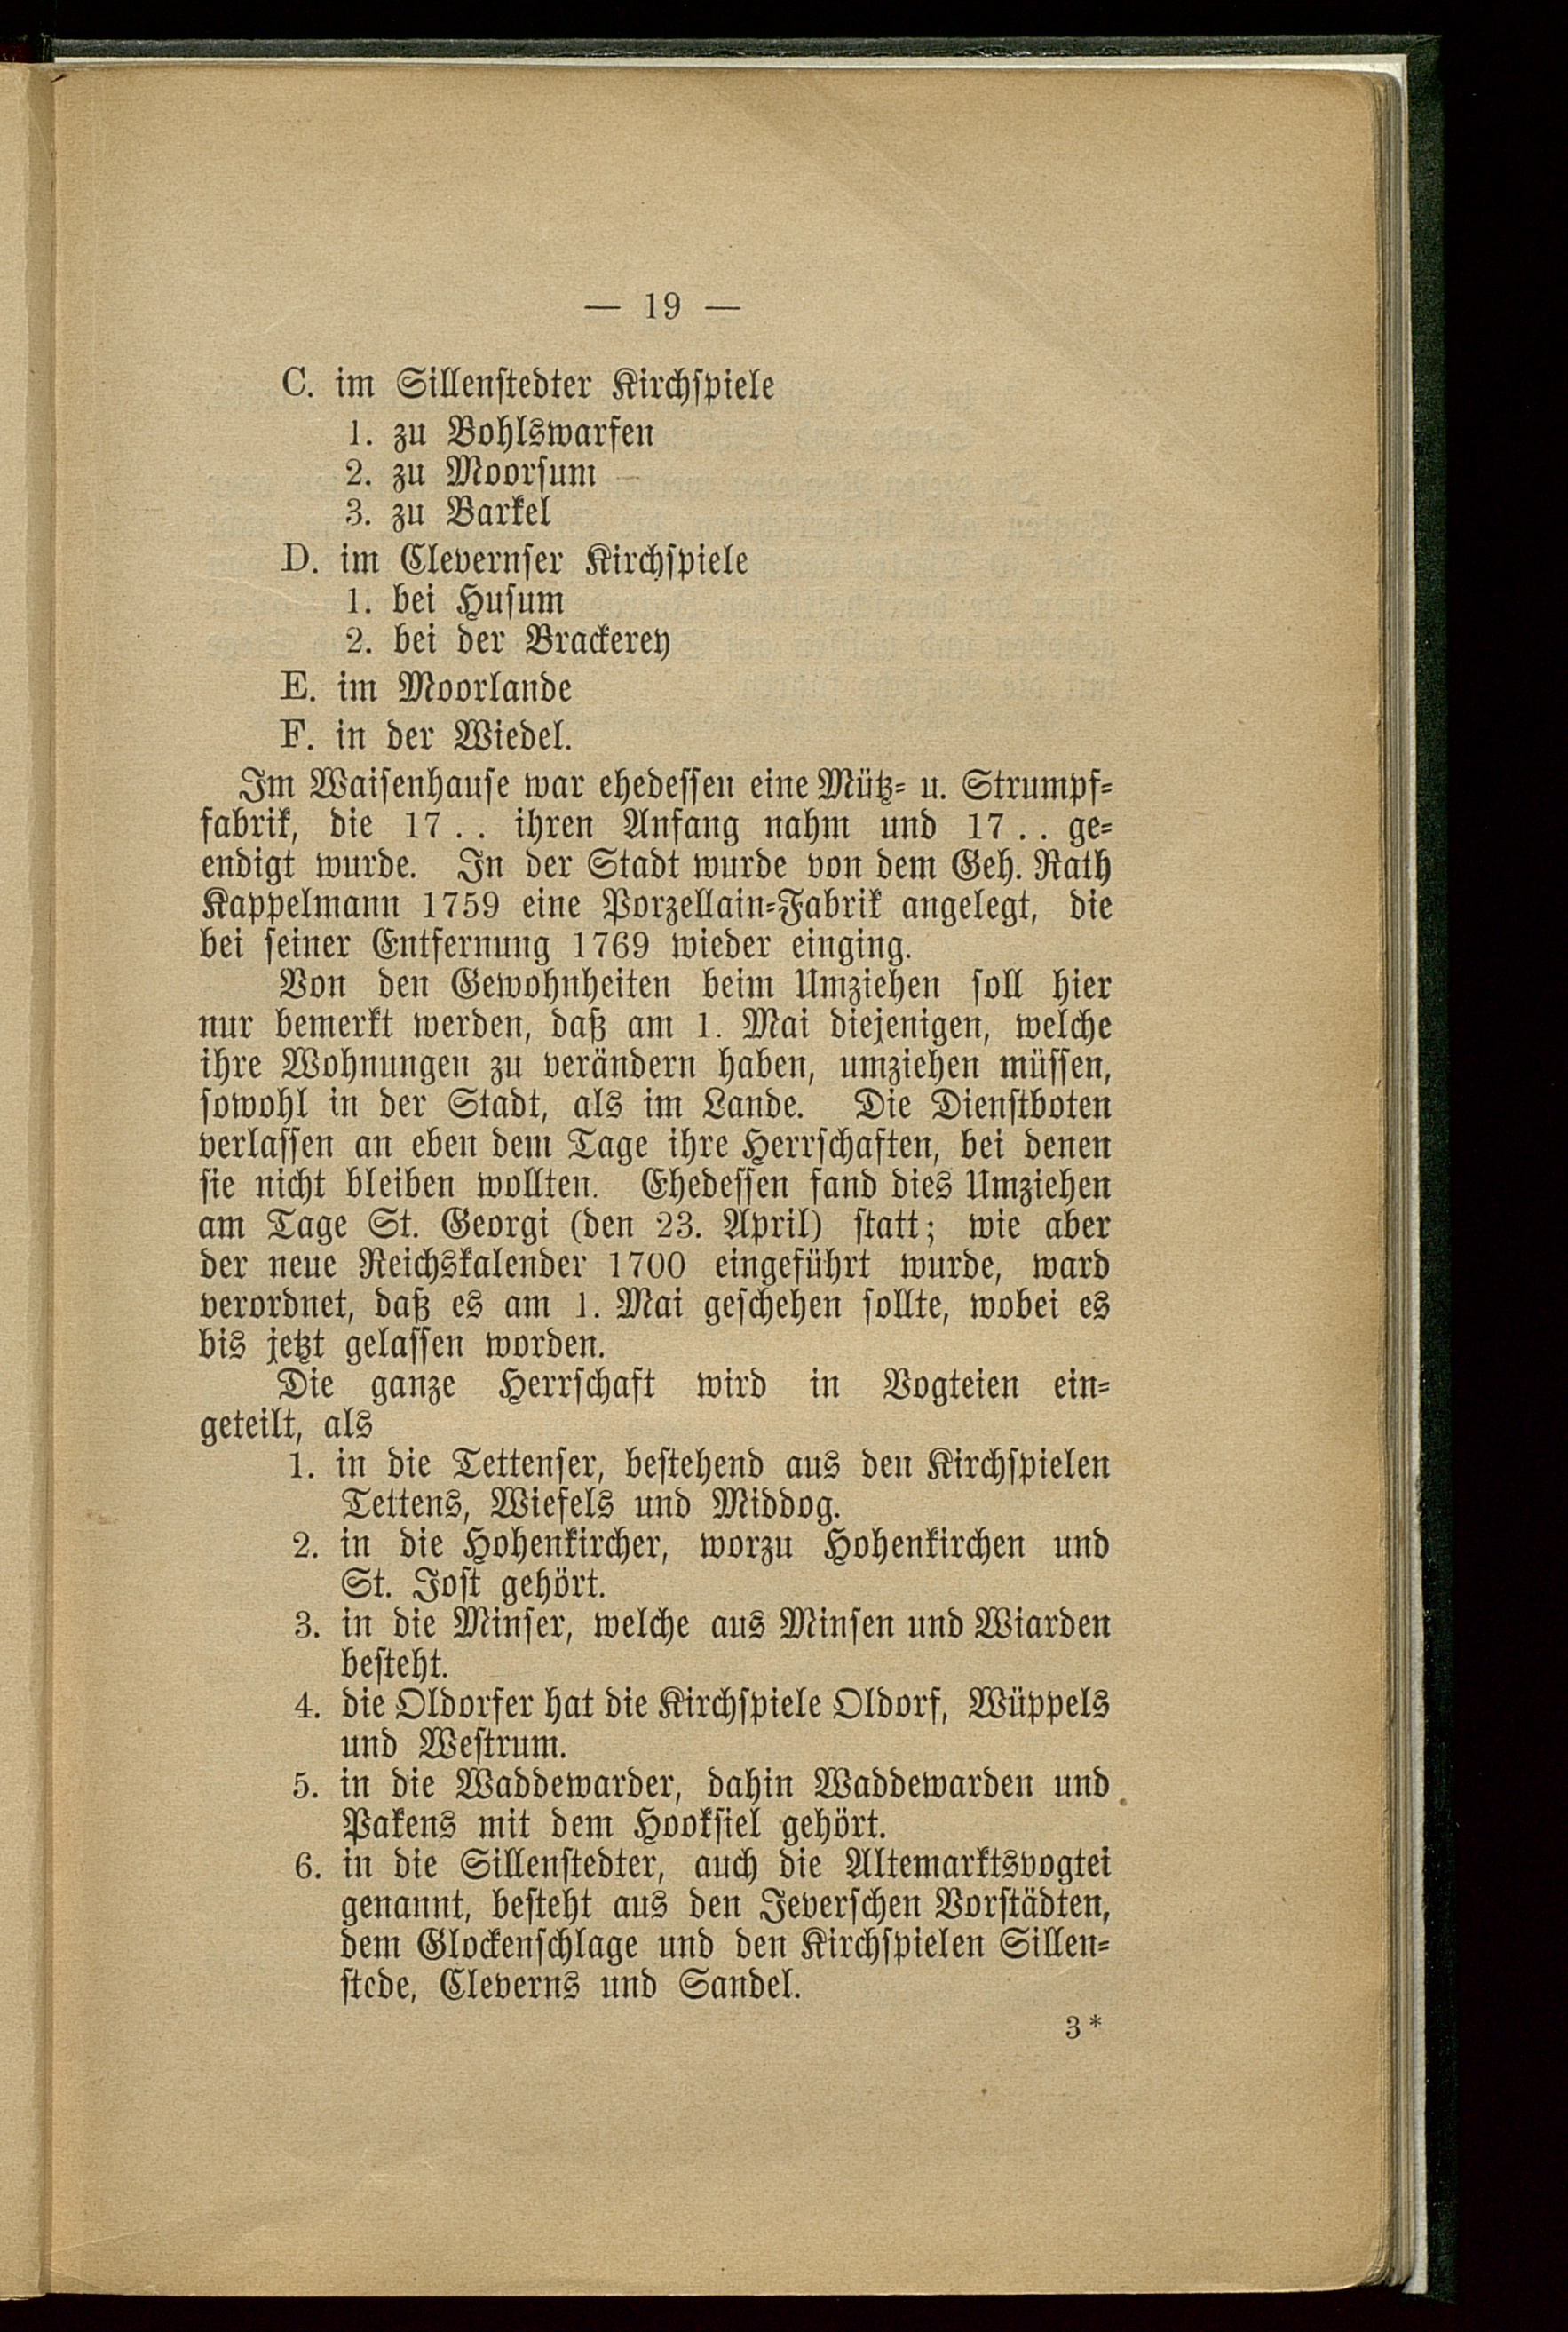 — 19 —
C. im Sillenstedter Kirchspiele
1. zu Bohlswarfen
2. zu Moorsum
3. zu Barkel
D. im Clevernser Kirchspiele
1. bei Husum
2. bei der Brackerey
E. im Moorlande
F. in der Wiedel.
Im Waisenhause war ehedessen eine Mütz- u. Strumpf-
fabrik, die 17 . . ihren Anfang nahm und 17 . . ge-
endigt wurde. In der Stadt wurde von dem Geh. Rath
Kappelmann 1759 eine Porzellain-Fabrik angelegt, die
bei seiner Entfernung 1769 wieder einging.
Von den Gewohnheiten beim Umziehen soll hier
nur bemerkt werden, daß am 1. Mai diejenigen, welche
ihre Wohnungen zu verändern haben, umziehen müssen,
sowohl in der Stadt, als im Lande. Die Dienstboten
verlassen an eben dem Tage ihre Herrschaften, bei denen
sie nicht bleiben wollten. Ehedessen fand dies Umziehen
am Tage St. Georgi (den 23. April) statt; wie aber
der neue Reichskalender 1700 eingeführt wurde, ward
verordnet, daß es am 1. Mai geschehen sollte, wobei es
bis jetzt gelassen worden.
Die ganze Herrschaft wird in Vogteien ein-
geteilt, als
1. in die Tettenser, bestehend aus den Kirchspielen
Tettens, Wiefels und Middog.
2. in die Hohenkircher, worzu Hohenkirchen und
St. Jost gehört.
3. in die Minser, welche aus Minsen und Wiarden
besteht.
4. die Oldorfer hat die Kirchspiele Oldorf, Wüppels
und Westrum.
5. in die Waddewarder, dahin Waddewarden und
Pakens mit dem Hooksiel gehört.
6. in die Sillenstedter, auch die Altemarktsvogtei
genannt, besteht aus den Jeverschen Vorstädten,
dem Glockenschlage und den Kirchspielen Sillen-
stede, Cleverns und Sandel.
3*